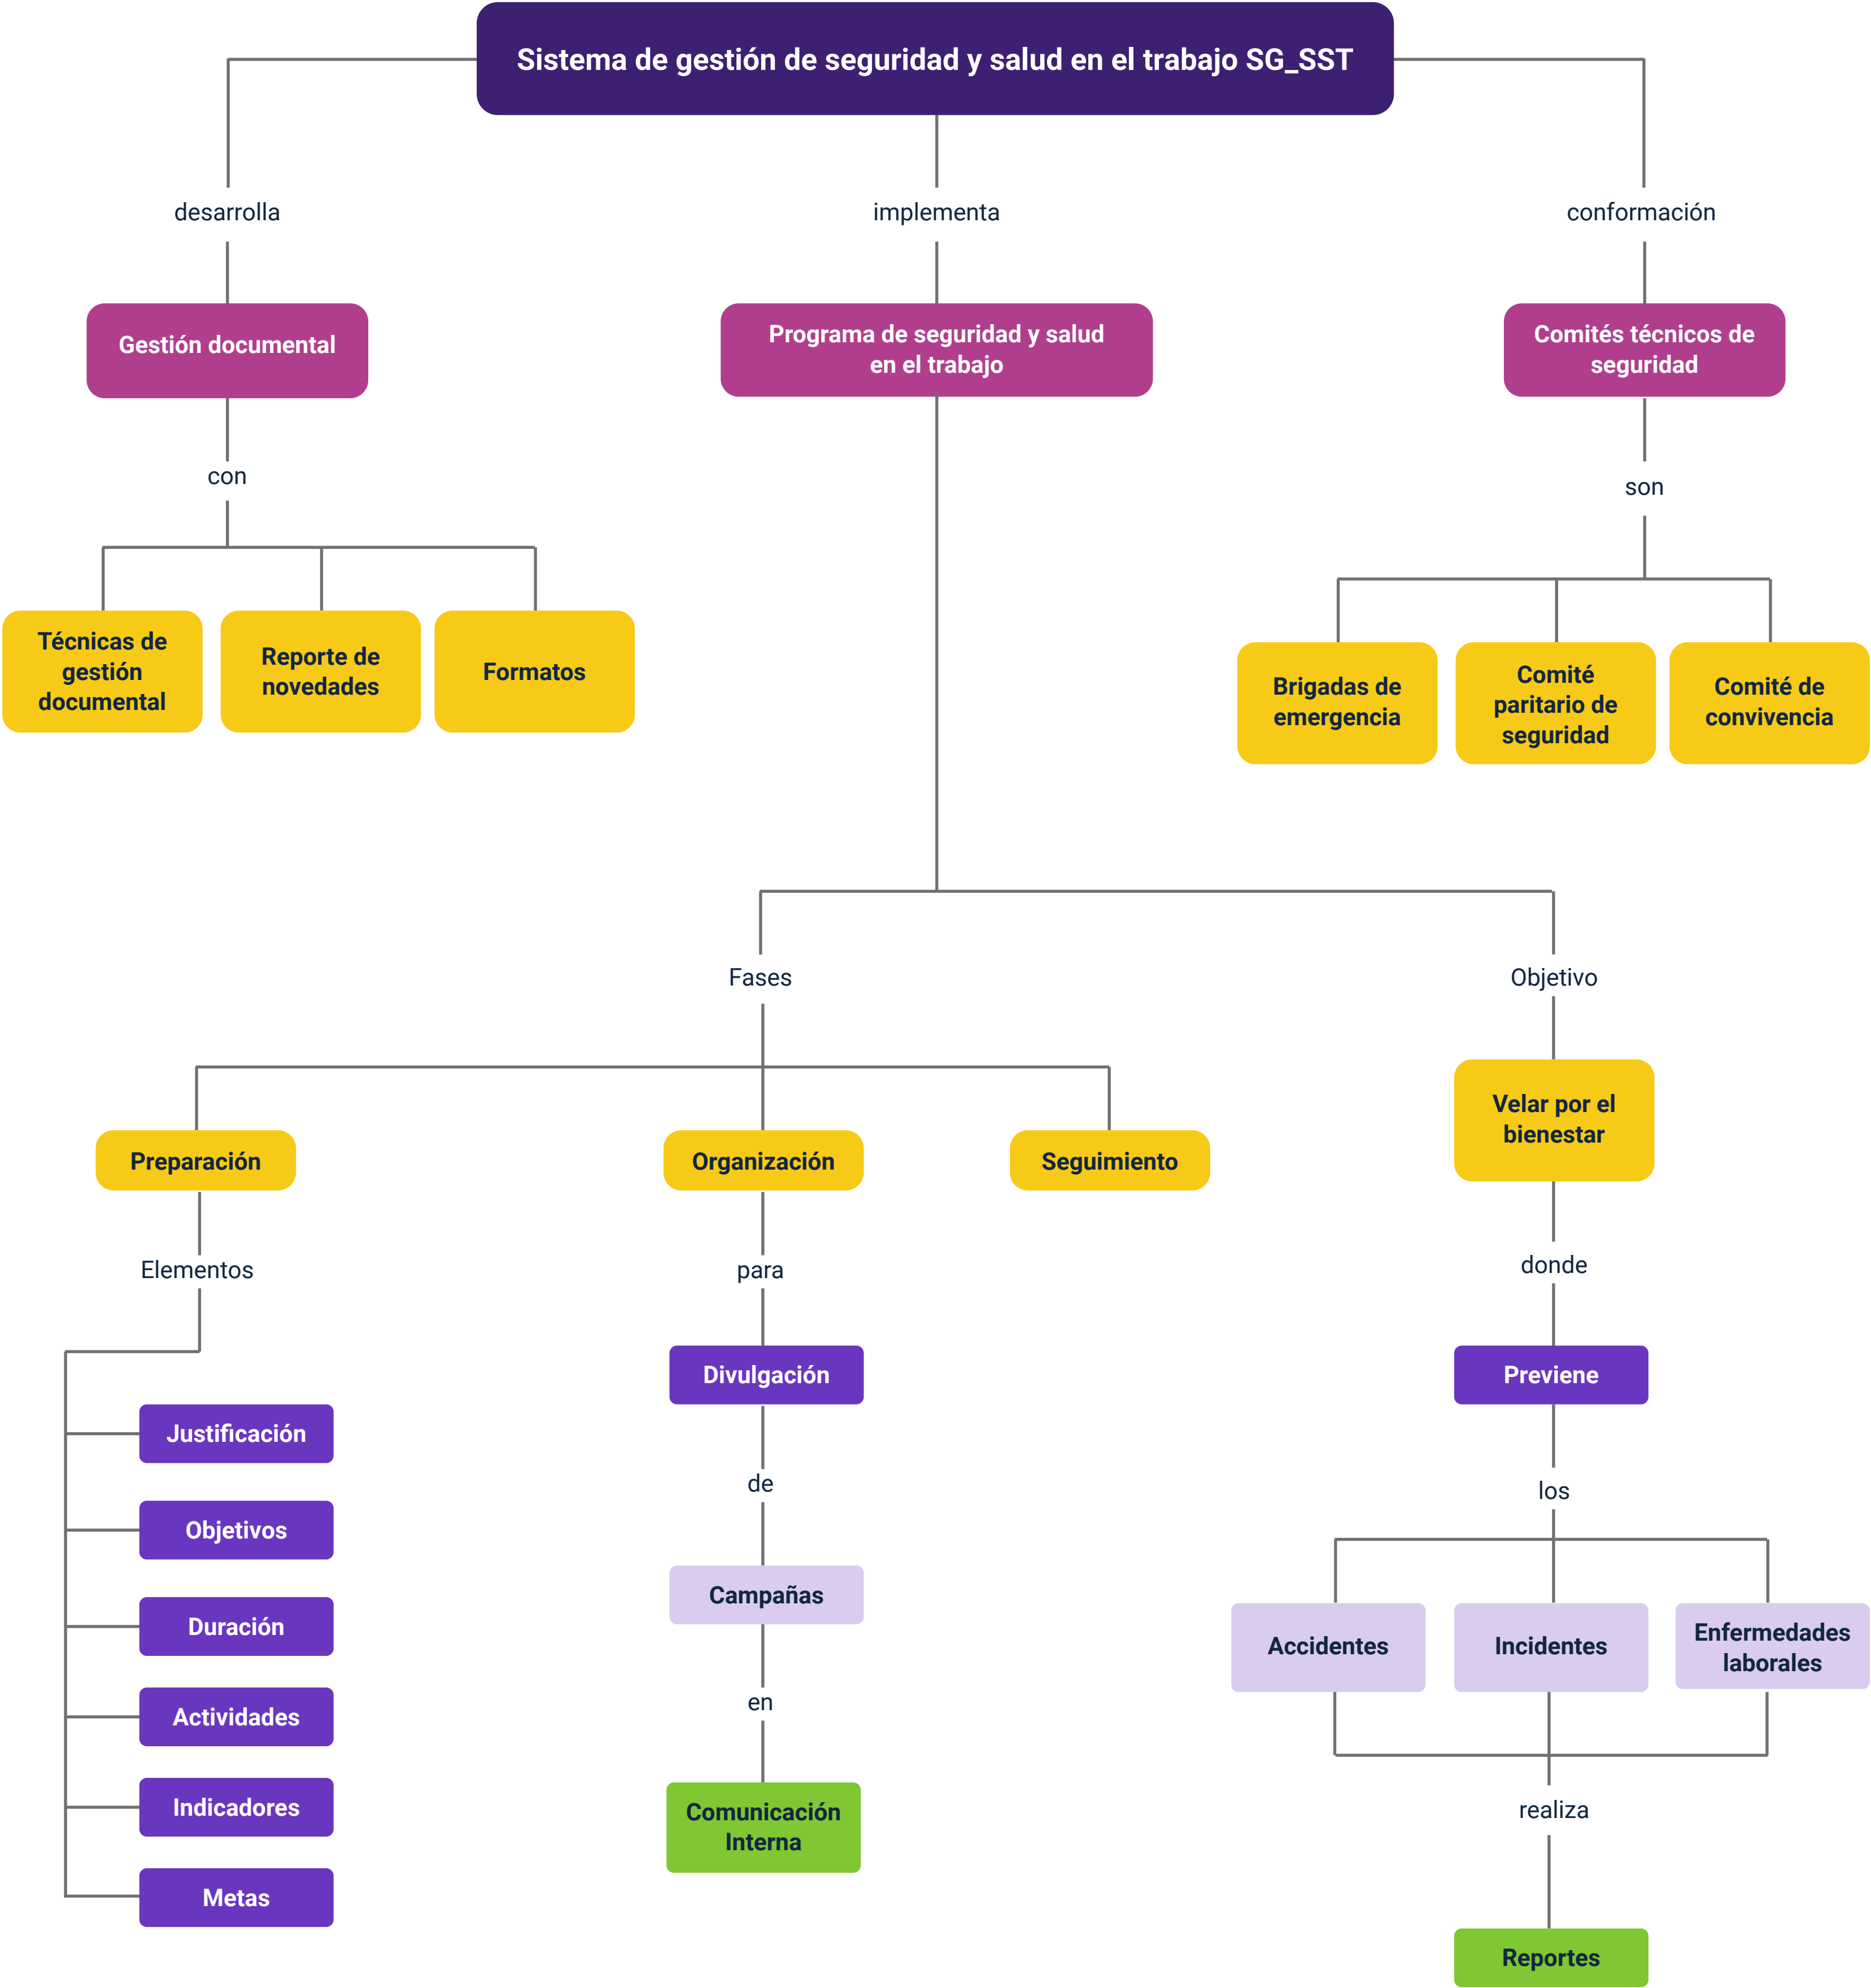 Sistema de gestión de seguridad y salud en el trabajo SG_SST
desarrolla
implementa
conformación
Gestión documental
Programa de seguridad y salud
en el trabajo
Comités técnicos de
seguridad
con
son
Técnicas de
gestión
documental
Reporte de
novedades
Formatos
Brigadas de
emergencia
Comité
paritario de
seguridad
Comité de
convivencia
Fases
Objetivo
Preparación
Organización
Seguimiento
Velar por el
bienestar
Elementos
para
donde
Divulgación
Previene
Justificación
Objetivos
Duración
Actividades
Indicadores
Metas
de
Campañas
en
Comunicación
Interna
los
Accidentes
Incidentes
Enfermedades
laborales
realiza
Reportes